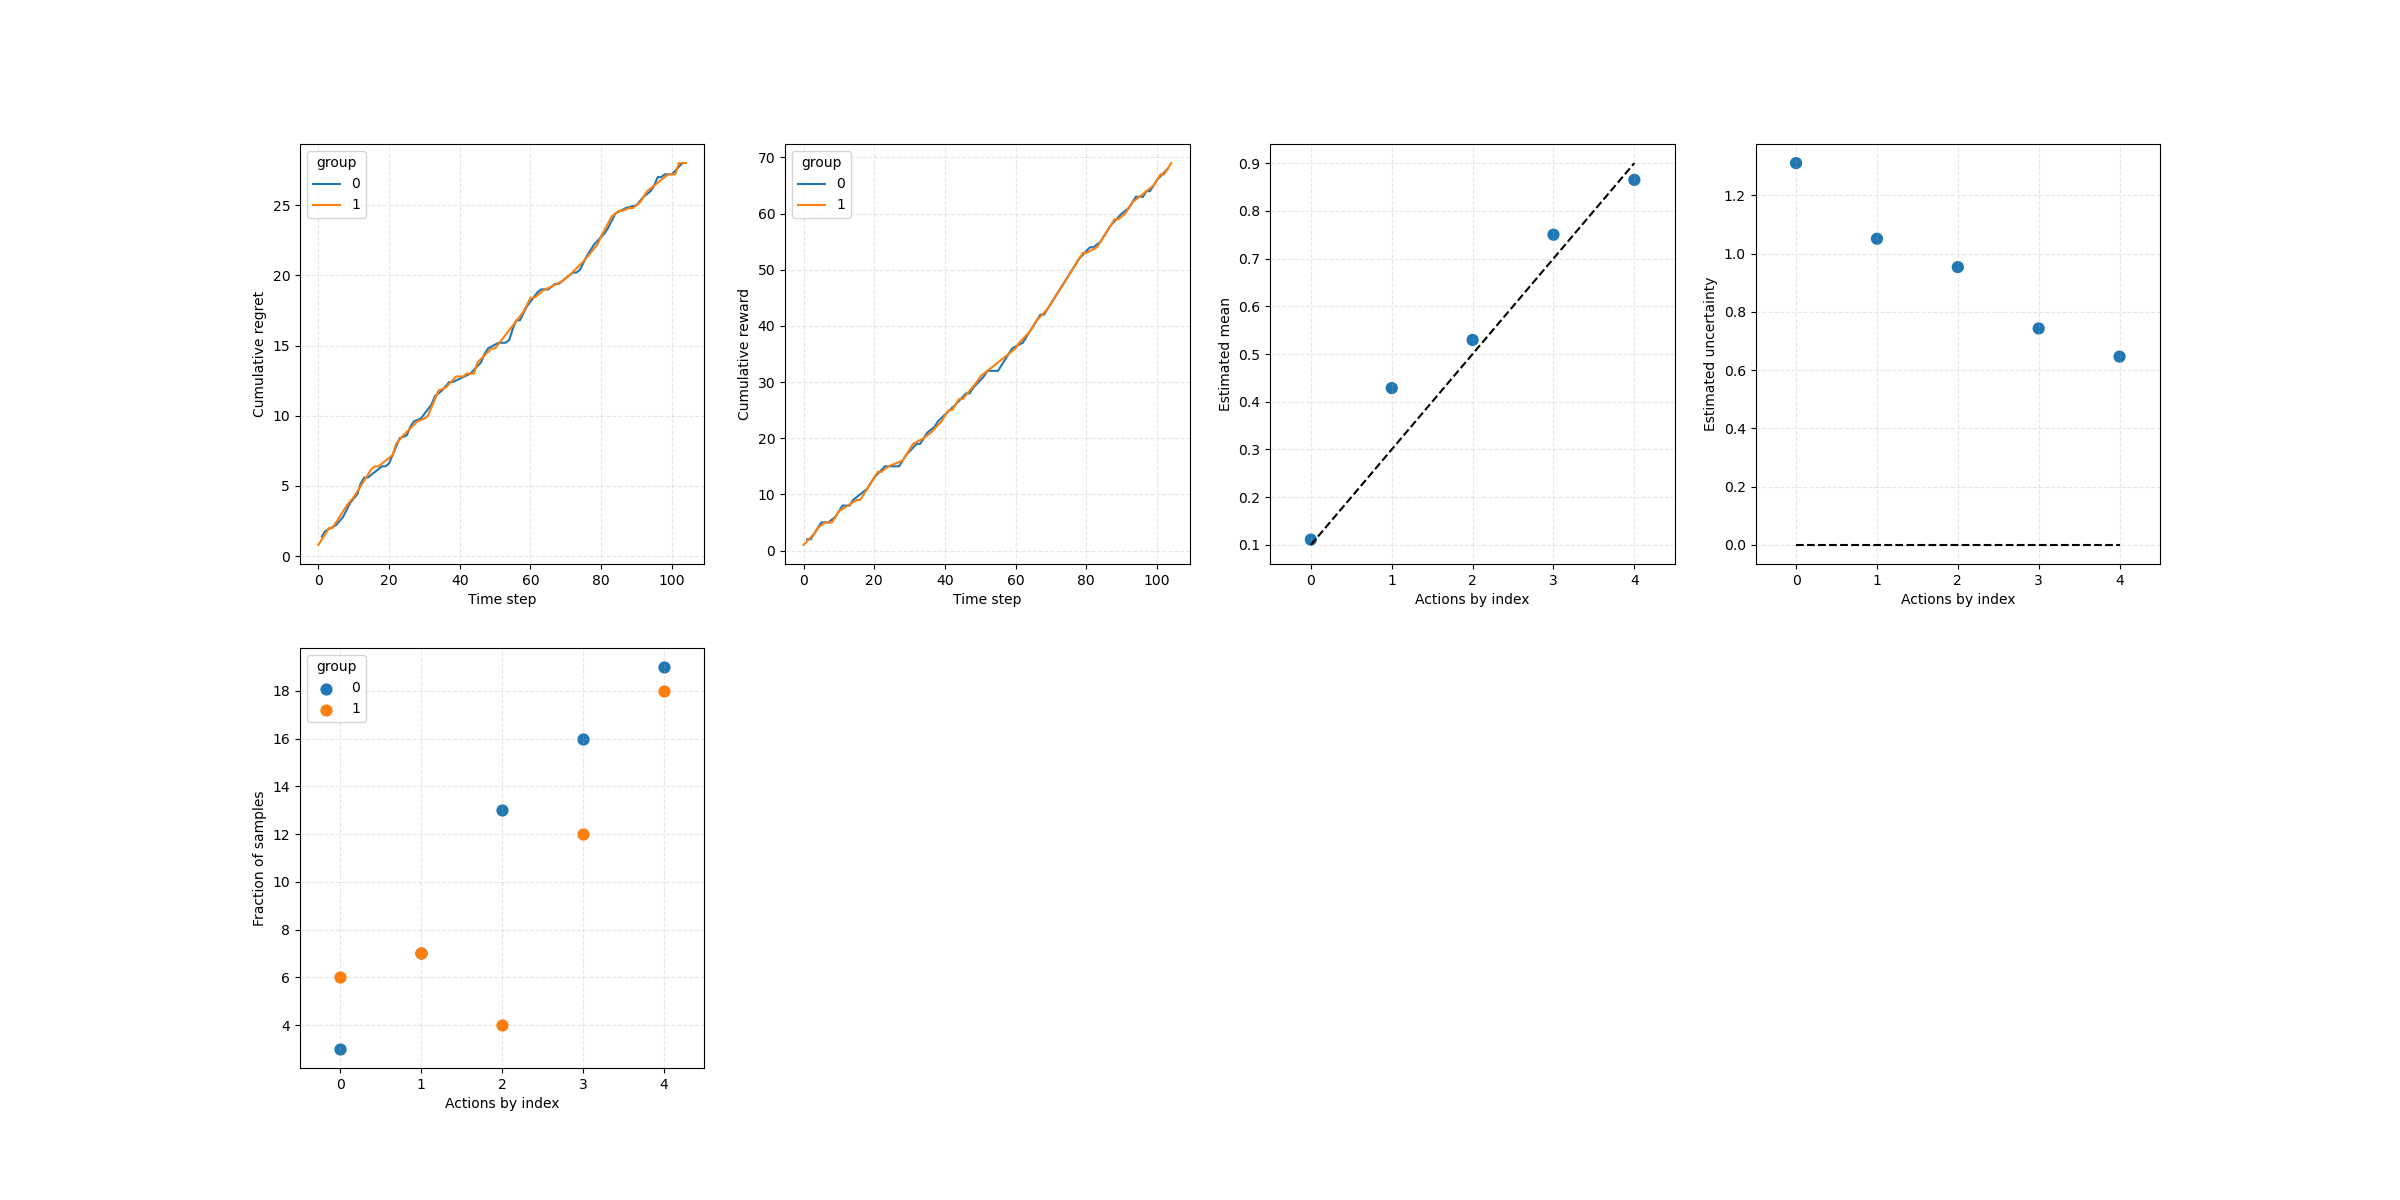 group
0
1
25
20
15
10
5
0
Cumulative regret
0 20 40 60 80 100
Time step
group
0
1
70
60
50
40
30
20
10
0
Cumulative reward
0 20 40 60 80 100
Time step
0.9
0.8
0.7
0.6
0.5
0.4
0.3
0.2
0.1
Estimated mean
0 1 2 3 4
Actions by index
1.2
1.0
0.8
0.6
0.4
0.2
0.0
Estimated uncertainty
0 1 2 3 4
Actions by index
group
0
1
18
16
14
12
10
8
6
4
Fraction of samples
0 1 2 3 4
Actions by index